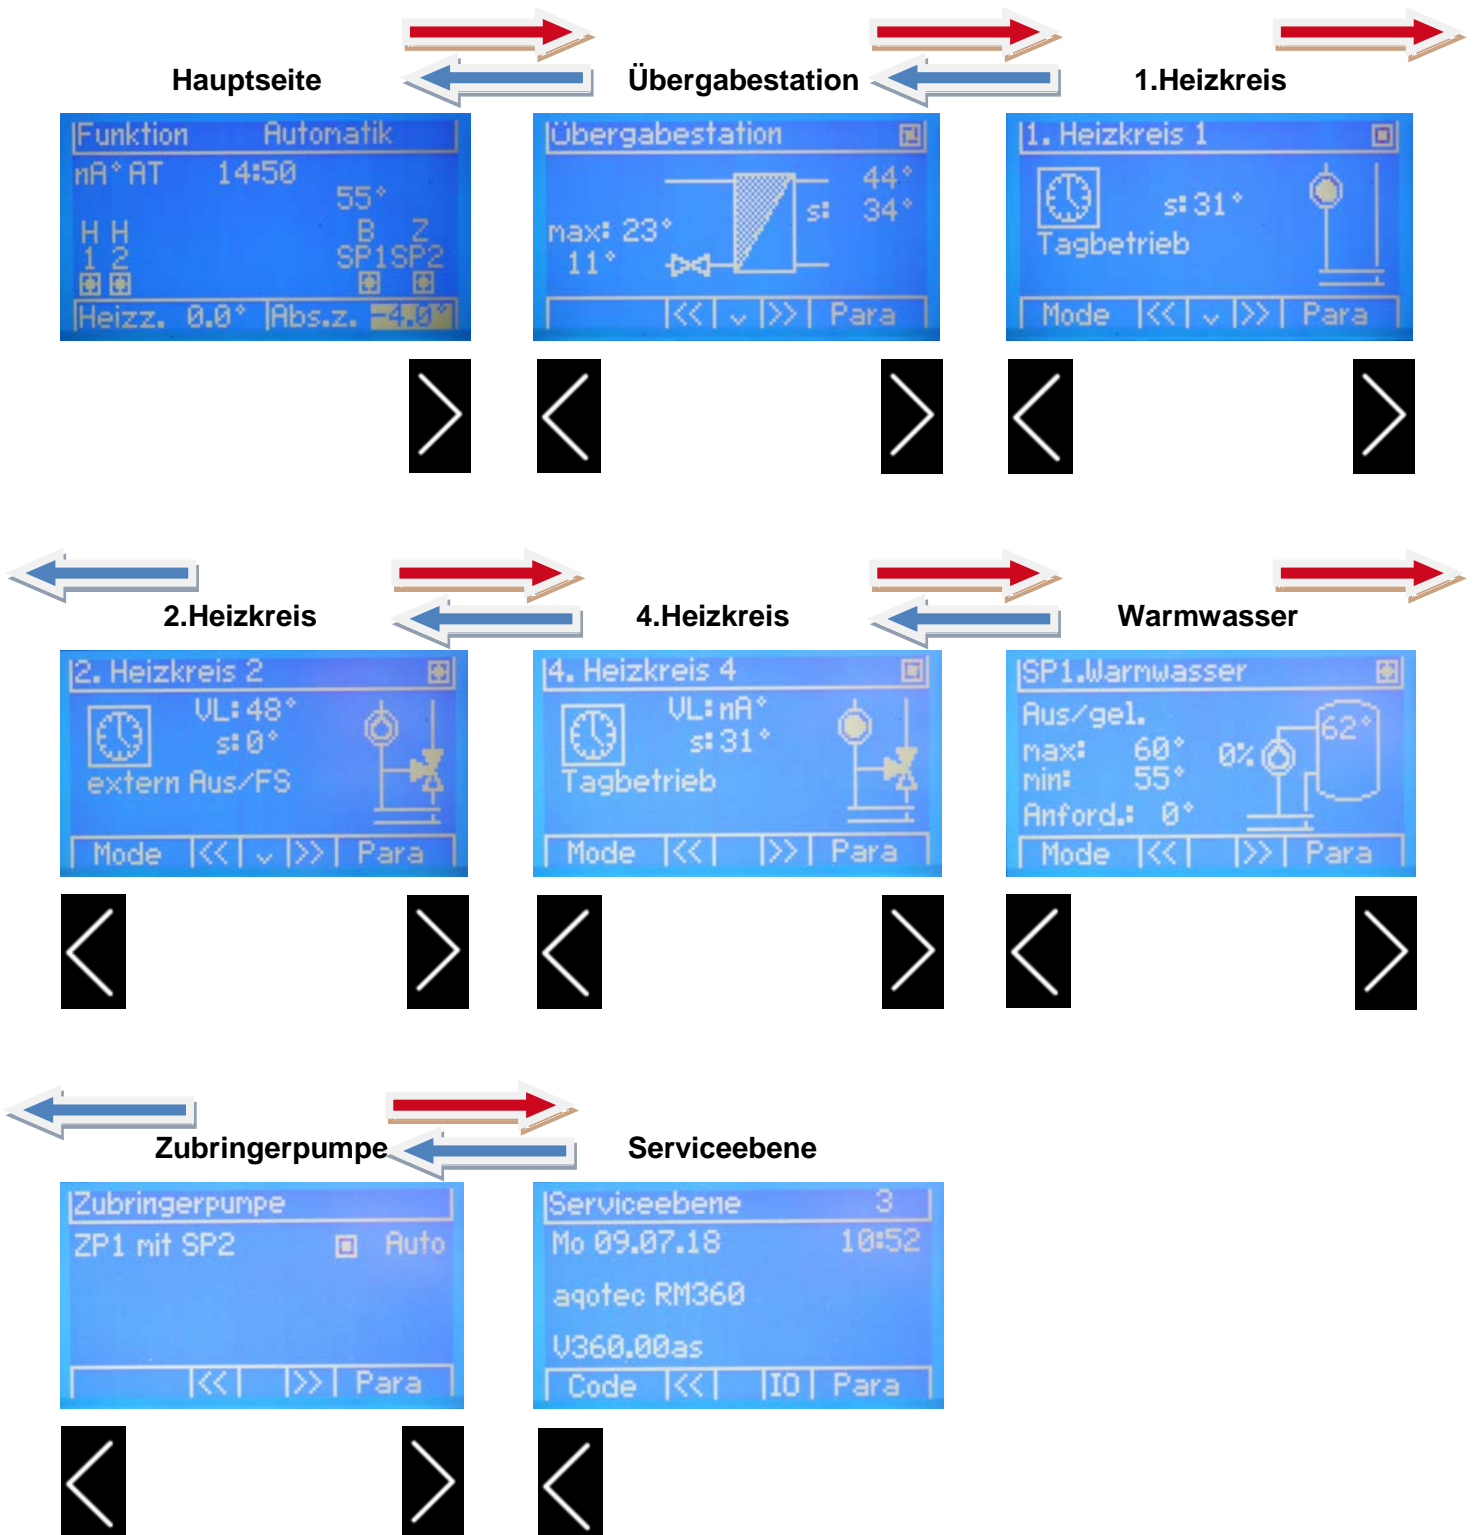 Hauptseite
Funktion Automatik
nA° AT 14:50
55°
H H B Z
1 2 SP1 SP2
Heizz. 0.0° Abs.z. -4.0°
Übergabestation
Übergabestation
44°
s: 34°
max: 23°
11°
<< ⌄ >> Para
1.Heizkreis
1. Heizkreis 1
s: 31°
Tagbetrieb
Mode << ⌄ >> Para
2.Heizkreis
2. Heizkreis 2
VL: 48°
s: 0°
extern Aus/FS
Mode << ⌄ >> Para
4.Heizkreis
4. Heizkreis 4
VL: nA°
s: 31°
Tagbetrieb
Mode << >> Para
Warmwasser
SP1.Warmwasser
Aus/gel.
62°
max: 60°
0%
min: 55°
Anford.: 0°
Mode << >> Para
Zubringerpumpe
Zubringerpumpe
ZP1 mit SP2 Auto
<< >> Para
Serviceebene
Serviceebene 3
Mo 09.07.18 10:52
aqotec RM360
V360.00as
Code << IO Para